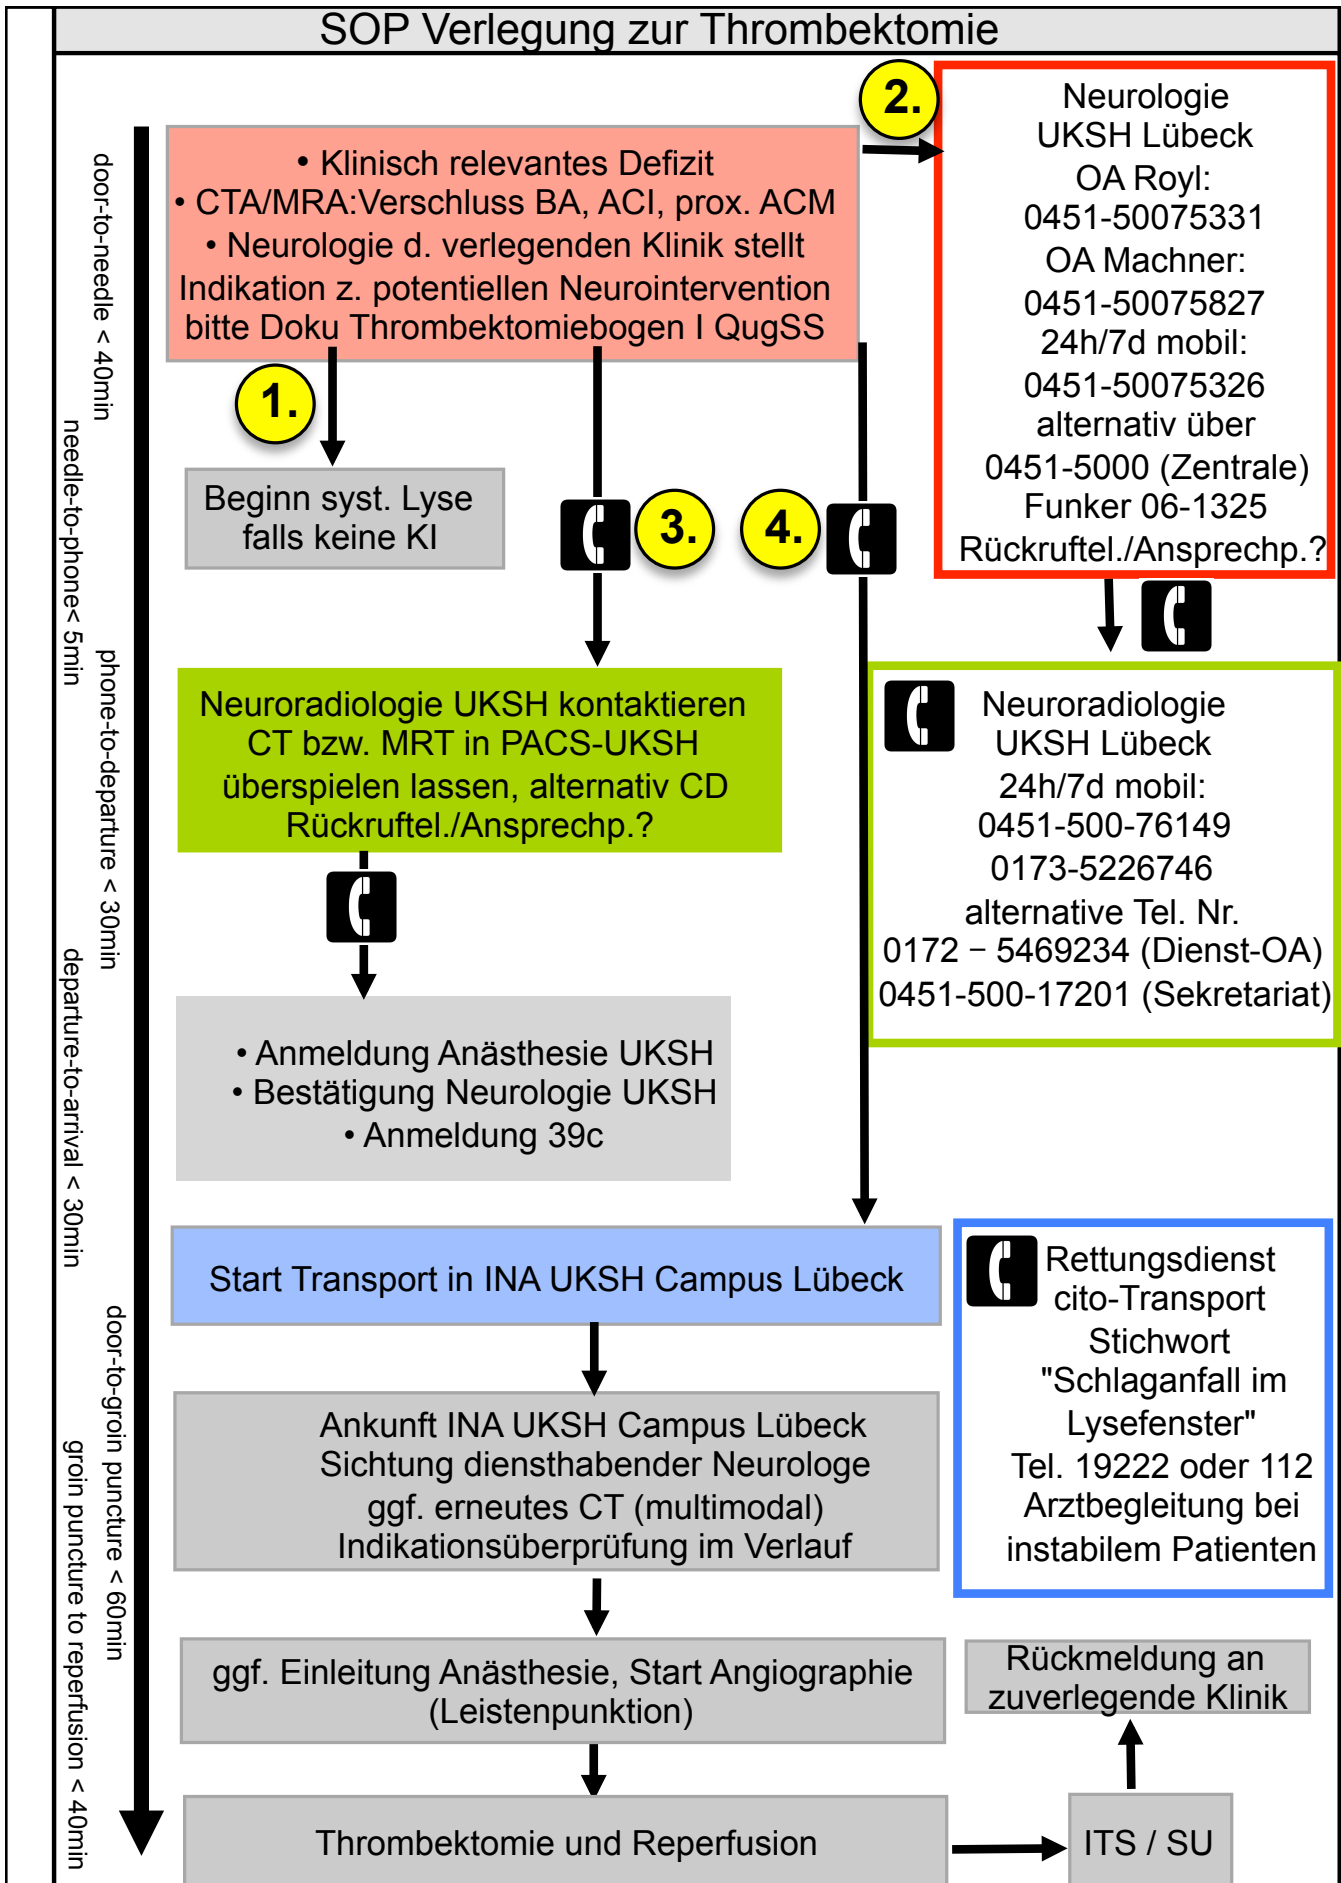 SOP Verlegung zur Thrombektomie
door-to-needle < 40min
needle-to-phone< 5min
phone-to-departure < 30min
departure-to-arrival < 30min
door-to-groin puncture < 60min
groin puncture to reperfusion < 40min
• Klinisch relevantes Defizit
• CTA/MRA:Verschluss BA, ACI, prox. ACM
• Neurologie d. verlegenden Klinik stellt
Indikation z. potentiellen Neurointervention
bitte Doku Thrombektomiebogen I QugSS
1.
Beginn syst. Lyse
falls keine KI
2.
Neurologie
UKSH Lübeck
OA Royl:
0451-50075331
OA Machner:
0451-50075827
24h/7d mobil:
0451-50075326
alternativ über
0451-5000 (Zentrale)
Funker 06-1325
Rückruftel./Ansprechp.?
3.
4.
Neuroradiologie UKSH kontaktieren
CT bzw. MRT in PACS-UKSH
überspielen lassen, alternativ CD
Rückruftel./Ansprechp.?
Neuroradiologie
UKSH Lübeck
24h/7d mobil:
0451-500-76149
0173-5226746
alternative Tel. Nr.
0172 – 5469234 (Dienst-OA)
0451-500-17201 (Sekretariat)
• Anmeldung Anästhesie UKSH
• Bestätigung Neurologie UKSH
• Anmeldung 39c
Start Transport in INA UKSH Campus Lübeck
Rettungsdienst
cito-Transport
Stichwort
"Schlaganfall im
Lysefenster"
Tel. 19222 oder 112
Arztbegleitung bei
instabilem Patienten
Ankunft INA UKSH Campus Lübeck
Sichtung diensthabender Neurologe
ggf. erneutes CT (multimodal)
Indikationsüberprüfung im Verlauf
ggf. Einleitung Anästhesie, Start Angiographie
(Leistenpunktion)
Thrombektomie und Reperfusion
ITS / SU
Rückmeldung an
zuverlegende Klinik